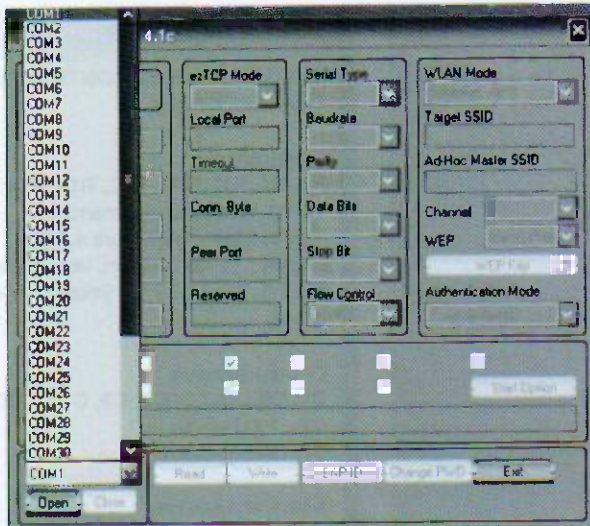 COM1
COM2
COM3
COM4
COM5
COM6
COM7
COM8
COM9
COM10
COM11
COM12
COM13
COM14
COM15
COM16
COM17
COM18
COM19
COM20
COM21
COM22
COM23
COM24
COM25
COM26
COM27
COM28
COM29
COM30
COM1
Open
Close
4.1c
ezTCP Mode
Local Port
Timeout
Conn. Byte
Peer Port
Reserved
Serial Type
Baudrate
Parity
Data Bits
Stop Bit
Flow Control
WLAN Mode
Target SSID
Ad-Hoc Master SSID
Channel
WEP
WEP Key
Authentication Mode
Start Option
Read
Write
Change PWD
Exit